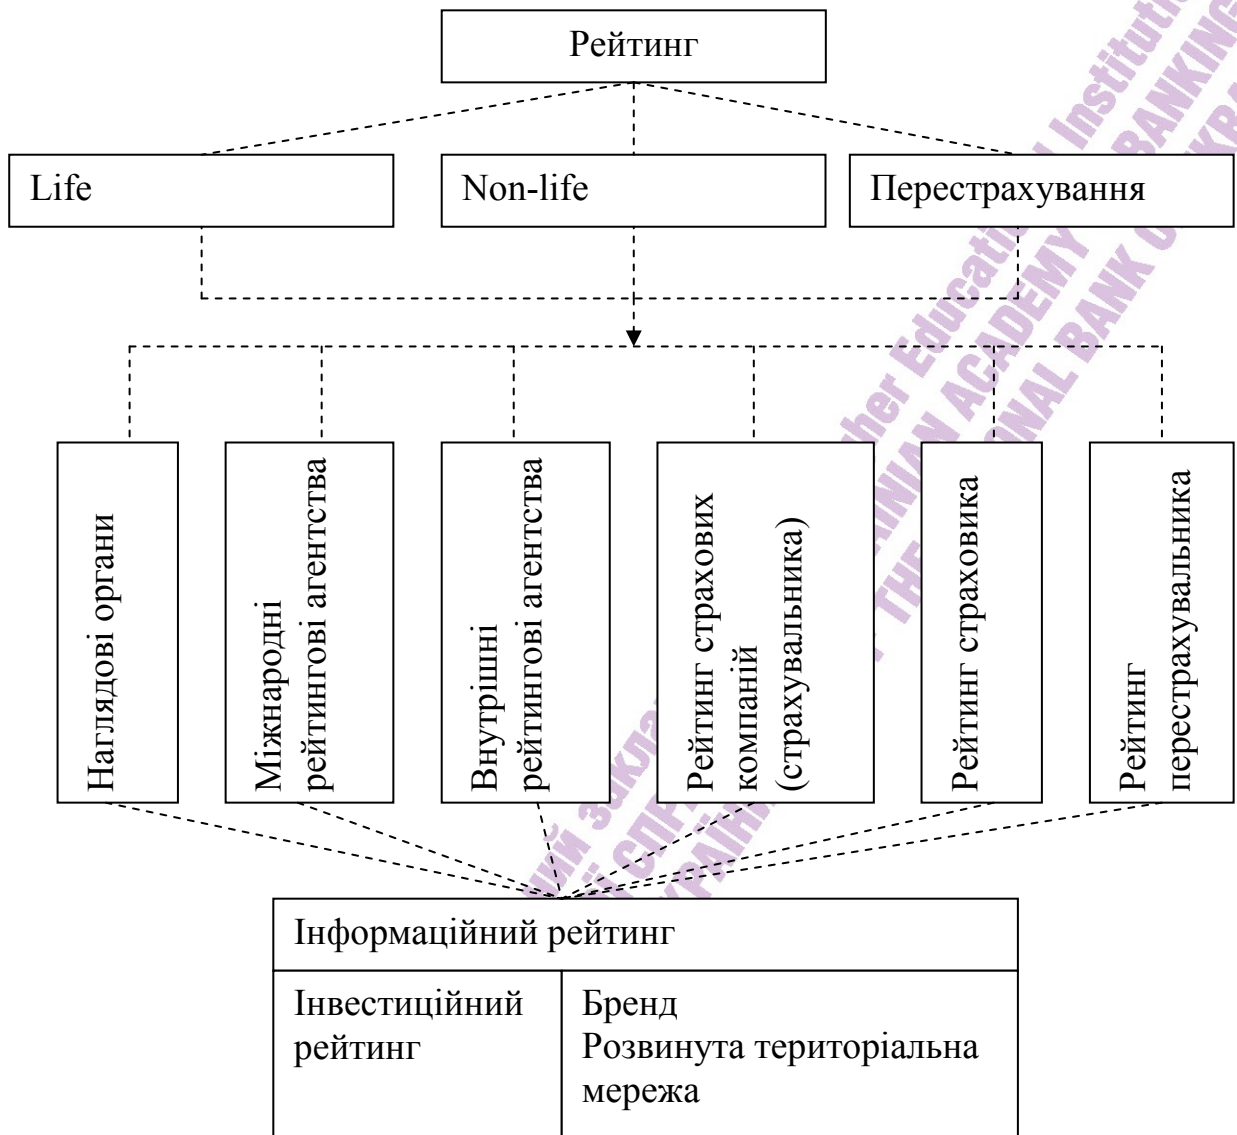 Рейтинг
Life
Non-life
Перестрахування
Наглядові органи
Міжнародні
рейтингові агентства
Внутрішні
рейтингові агентства
Рейтинг страхових
компаній
(страхувальника)
Рейтинг страховика
Рейтинг
перестрахувальника
Інформаційний рейтинг
Інвестиційний
рейтинг
Бренд
Розвинута територіальна
мережа